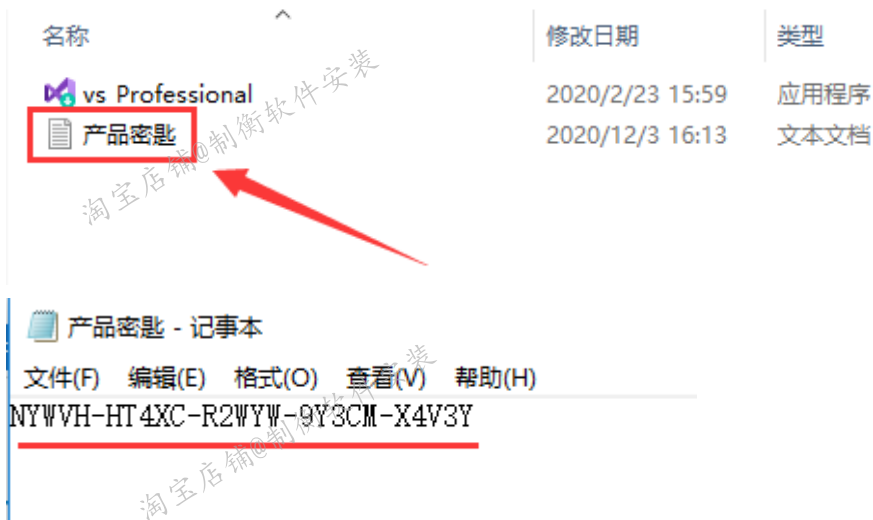 名称 修改日期 类型
vs Professional 2020/2/23 15:59 应用程序
产品密匙 2020/12/3 16:13 文本文档
淘宝店铺@制衡软件安装
产品密匙 - 记事本
文件(F) 编辑(E) 格式(O) 查看(V) 帮助(H)
NYWVH-HT4XC-R2WYW-9Y3CM-X4V3Y
淘宝店铺@制衡软件安装